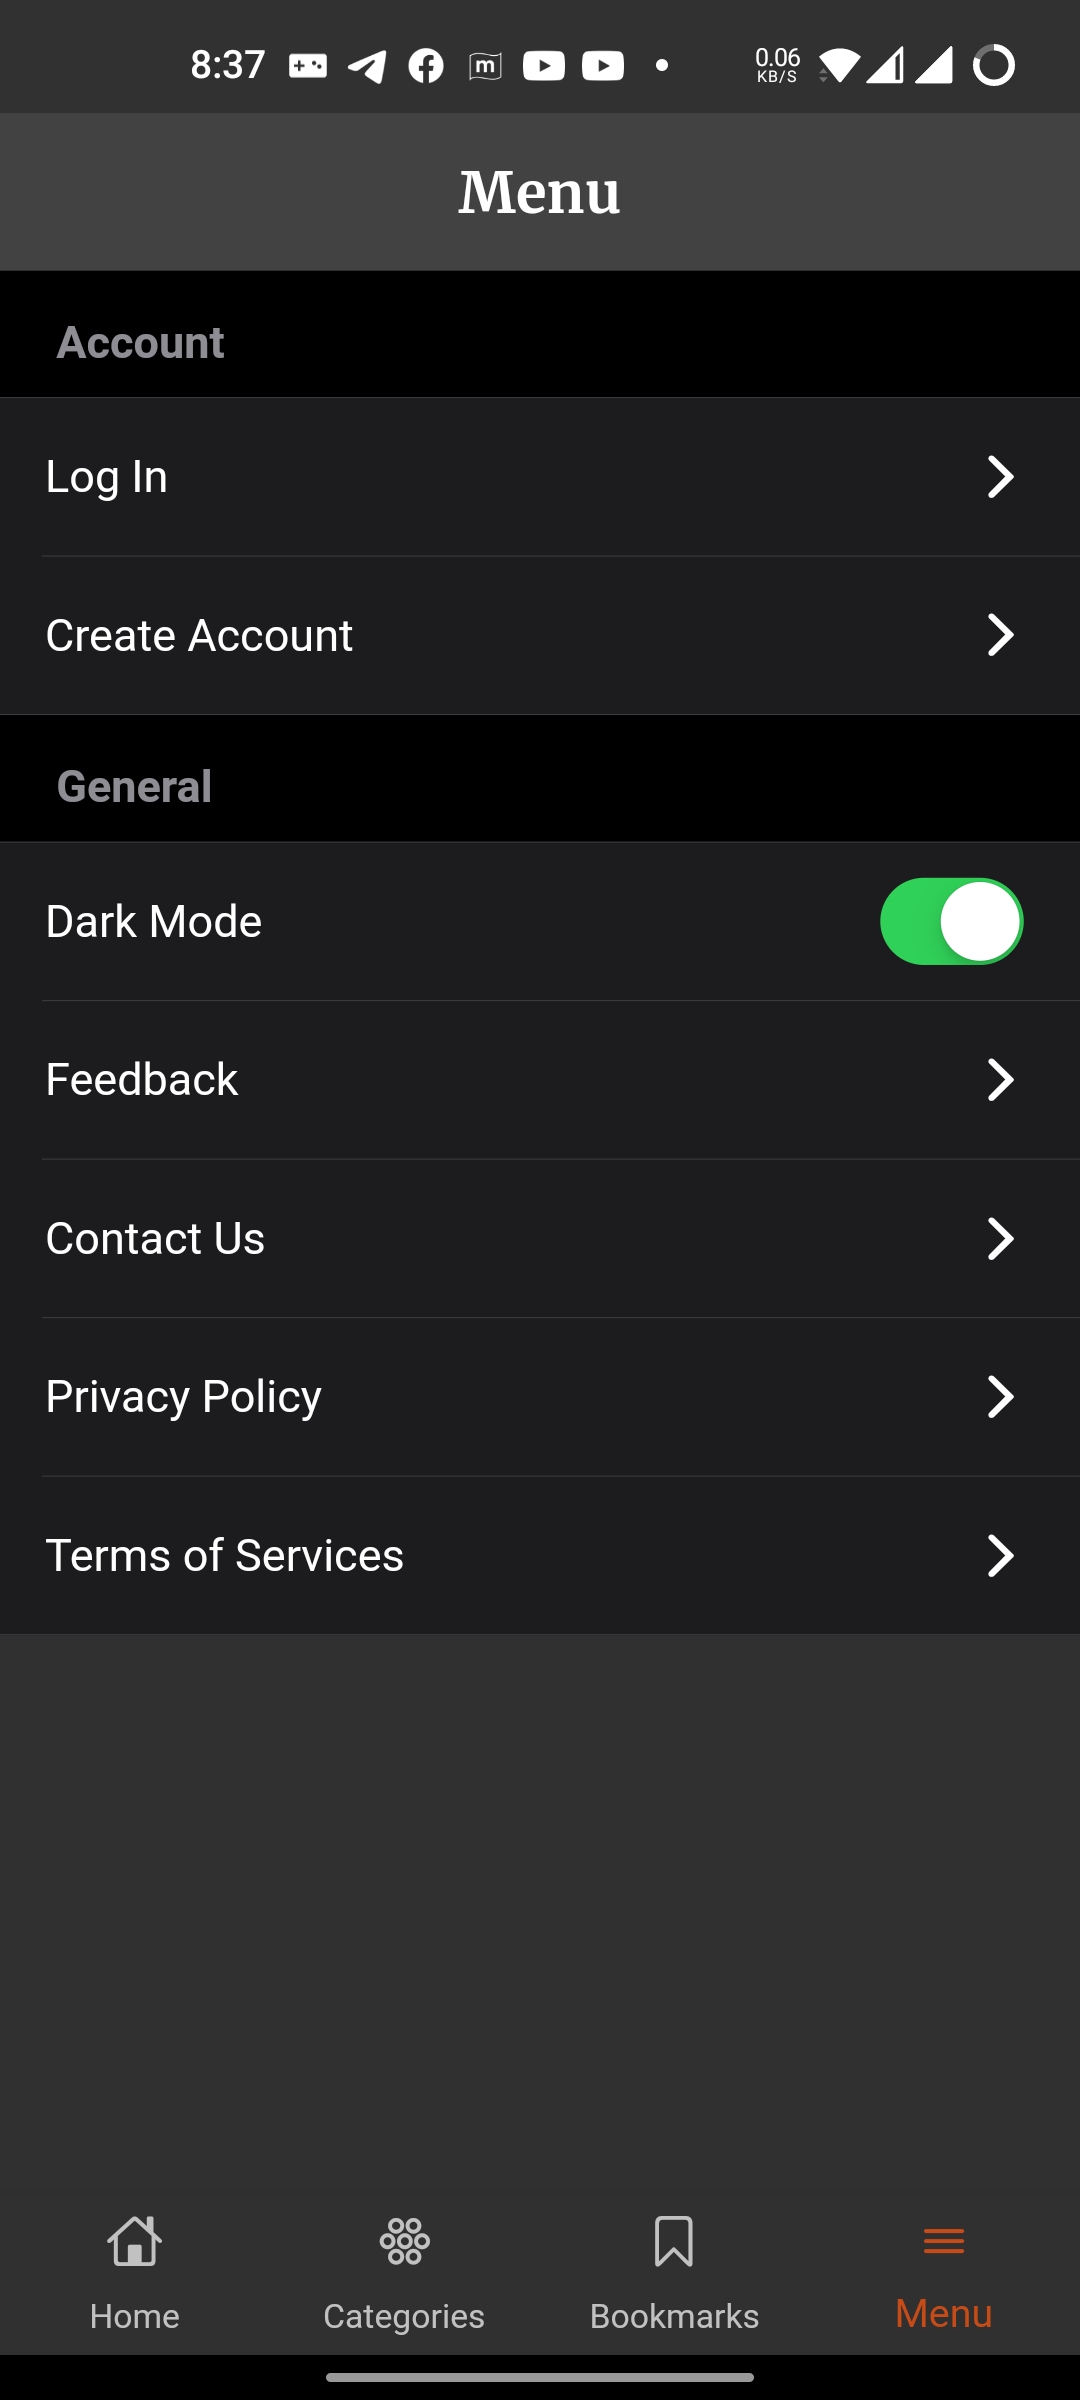 8:37
m
0.06
KB/S
Menu
Account
Log In
Create Account
General
Dark Mode
Feedback
Contact Us
Privacy Policy
Terms of Services
Home
Categories
Bookmarks
Menu